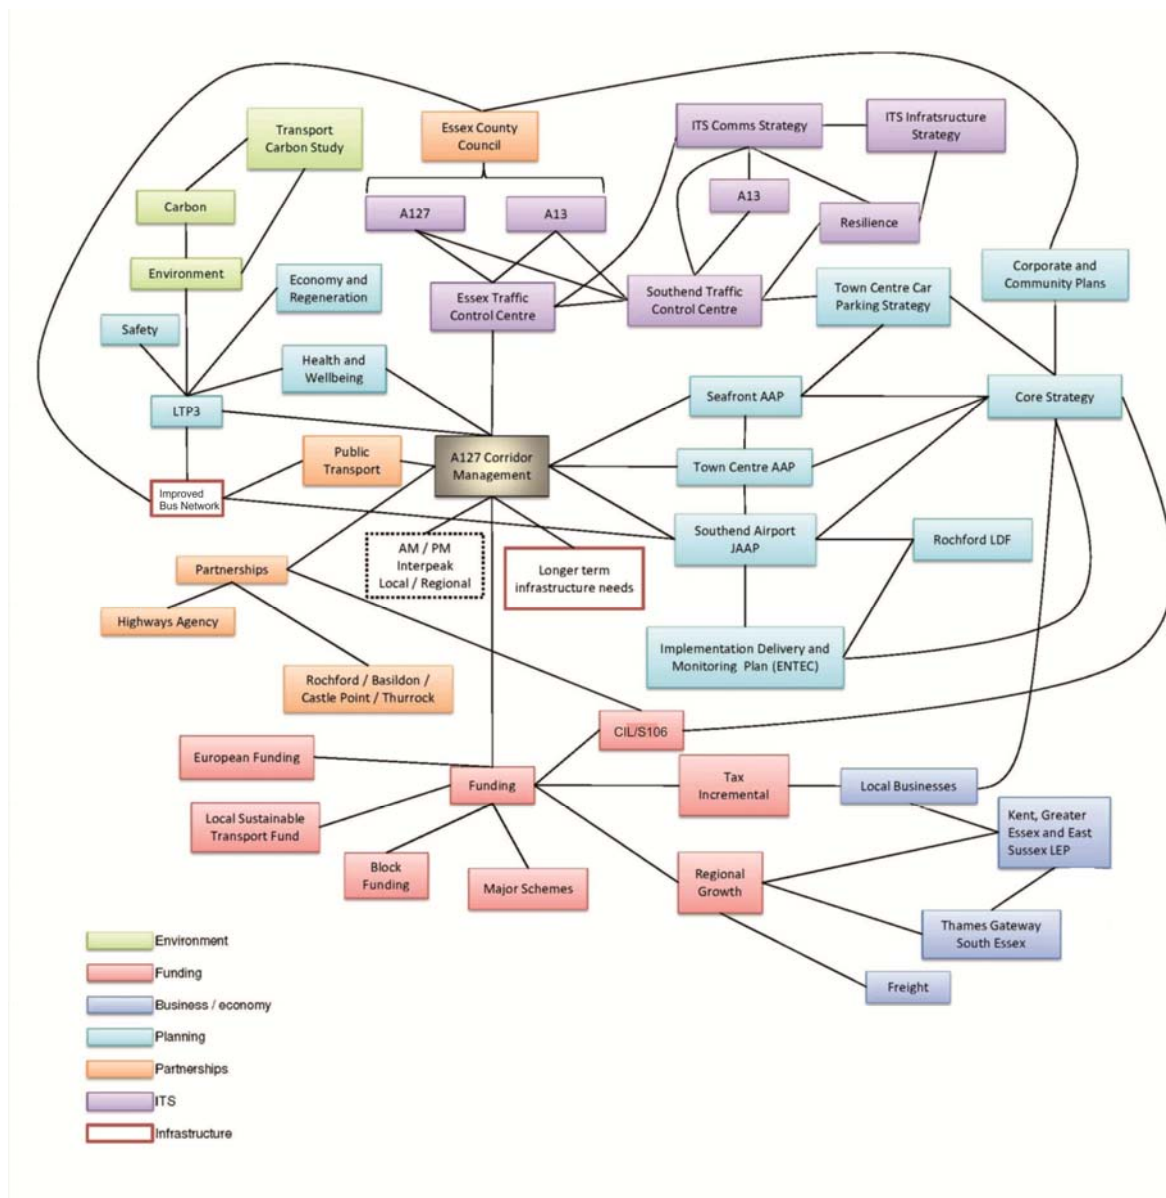 Transport
Carbon Study
Essex County
Council
ITS Comms Strategy
ITS Infratsructure
Strategy
Carbon
A127
A13
A13
Resilience
Environment
Economy and
Regeneration
Essex Traffic
Control Centre
Southend Traffic
Control Centre
Town Centre Car
Parking Strategy
Corporate and
Community Plans
Safety
Health and
Wellbeing
LTP3
Seafront AAP
Core Strategy
Public
Transport
A127 Corridor
Management
Town Centre AAP
Improved
Bus Network
Southend Airport
JAAP
Rochford LDF
AM / PM
Interpeak
Local / Regional
Longer term
infrastructure needs
Partnerships
Highways Agency
Implementation Delivery and
Monitoring Plan (ENTEC)
Rochford / Basildon /
Castle Point / Thurrock
CIL/S106
European Funding
Funding
Tax
Incremental
Local Businesses
Local Sustainable
Transport Fund
Kent, Greater
Essex and East
Sussex LEP
Block
Funding
Major Schemes
Regional
Growth
Thames Gateway
South Essex
Freight
Environment
Funding
Business / economy
Planning
Partnerships
ITS
Infrastructure